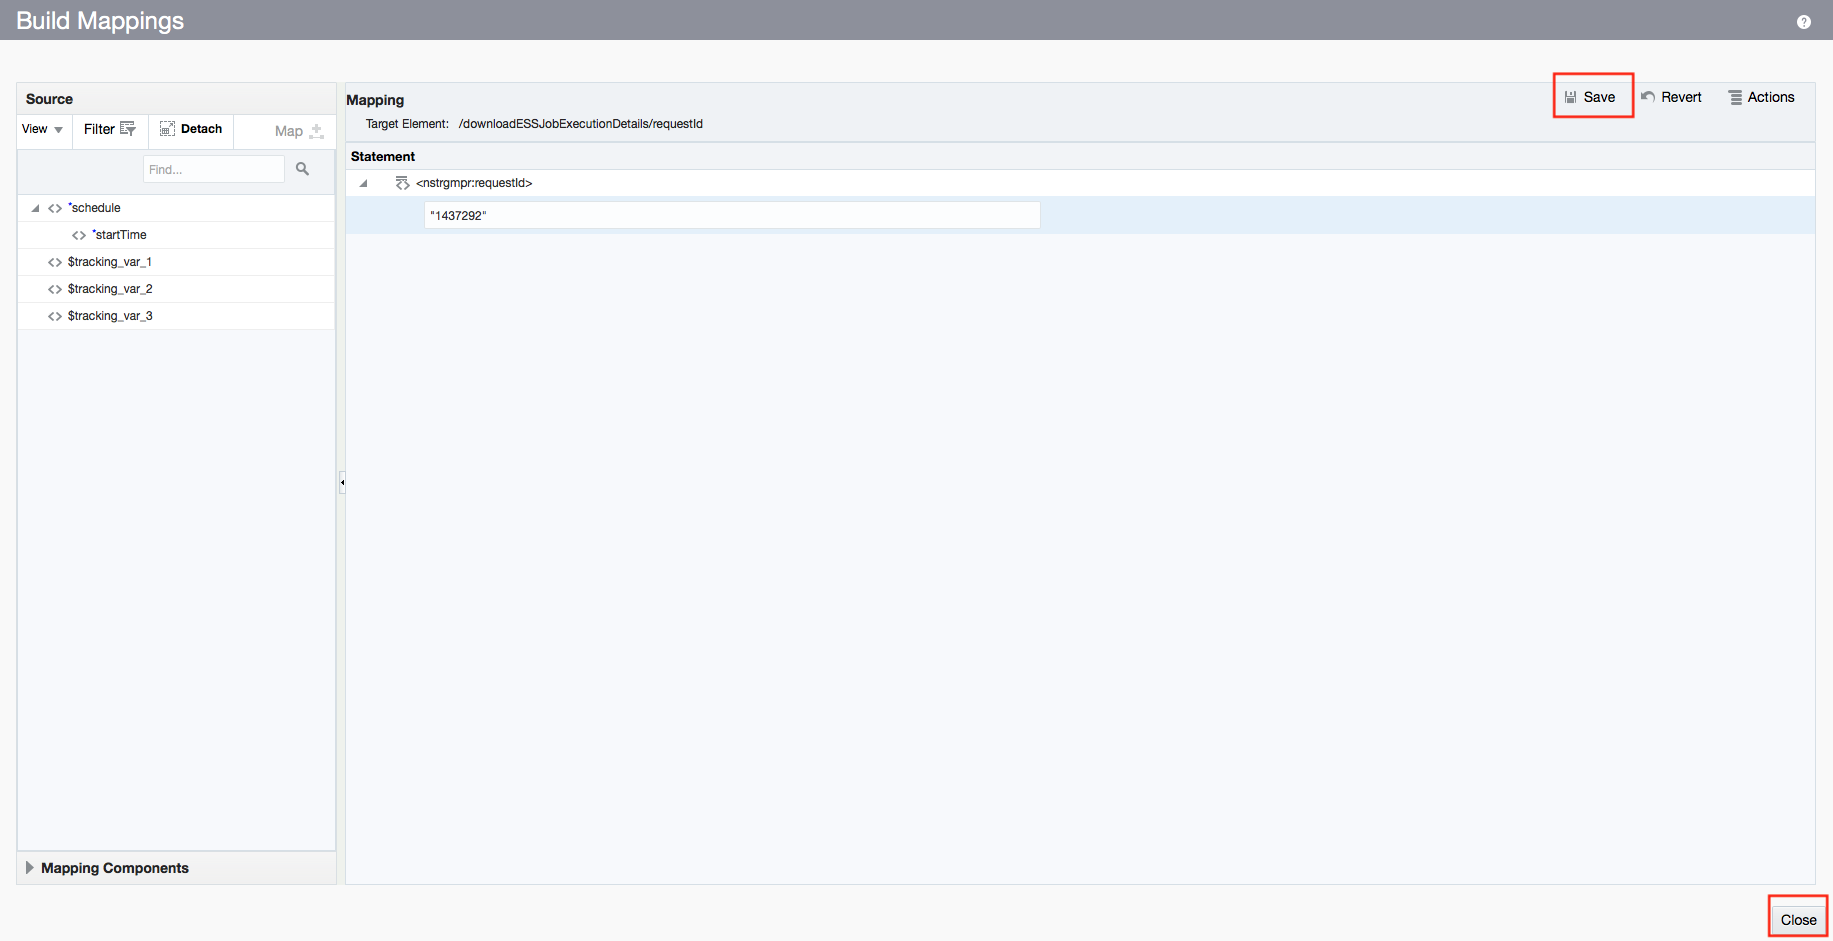 Build Mappings
?
Source
View Filter Detach Map
Find...
*schedule
*startTime
$tracking_var_1
$tracking_var_2
$tracking_var_3
Mapping Components
Mapping
Save Revert Actions
Target Element: /downloadESSJobExecutionDetails/requestId
Statement
<nstrgmpr:requestId>
"1437292"
Close